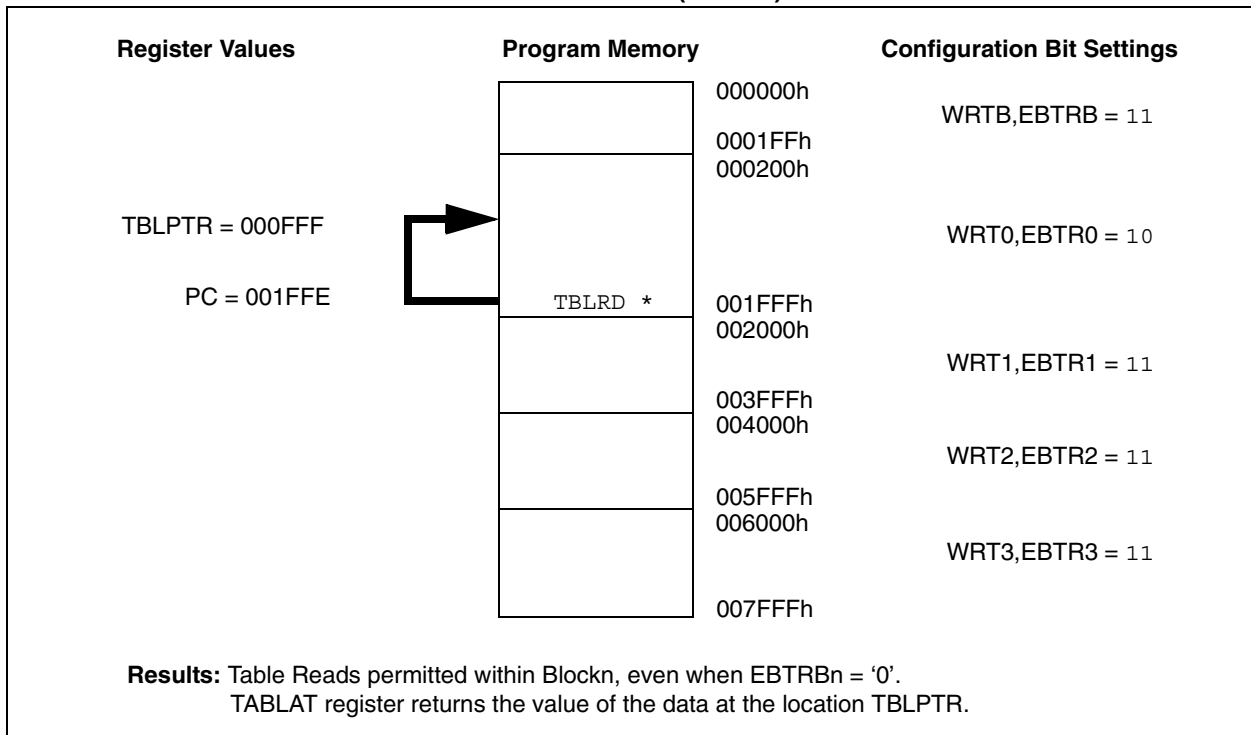 Register Values Program Memory Configuration Bit Settings
000000h
WRTB,EBTRB = 11
0001FFh
000200h
TBLPTR = 000FFF
WRT0,EBTR0 = 10
PC = 001FFE
TBLRD *
001FFFh
002000h
WRT1,EBTR1 = 11
003FFFh
004000h
WRT2,EBTR2 = 11
005FFFh
006000h
WRT3,EBTR3 = 11
007FFFh
Results: Table Reads permitted within Blockn, even when EBTRBn = ‘0’.
TABLAT register returns the value of the data at the location TBLPTR.